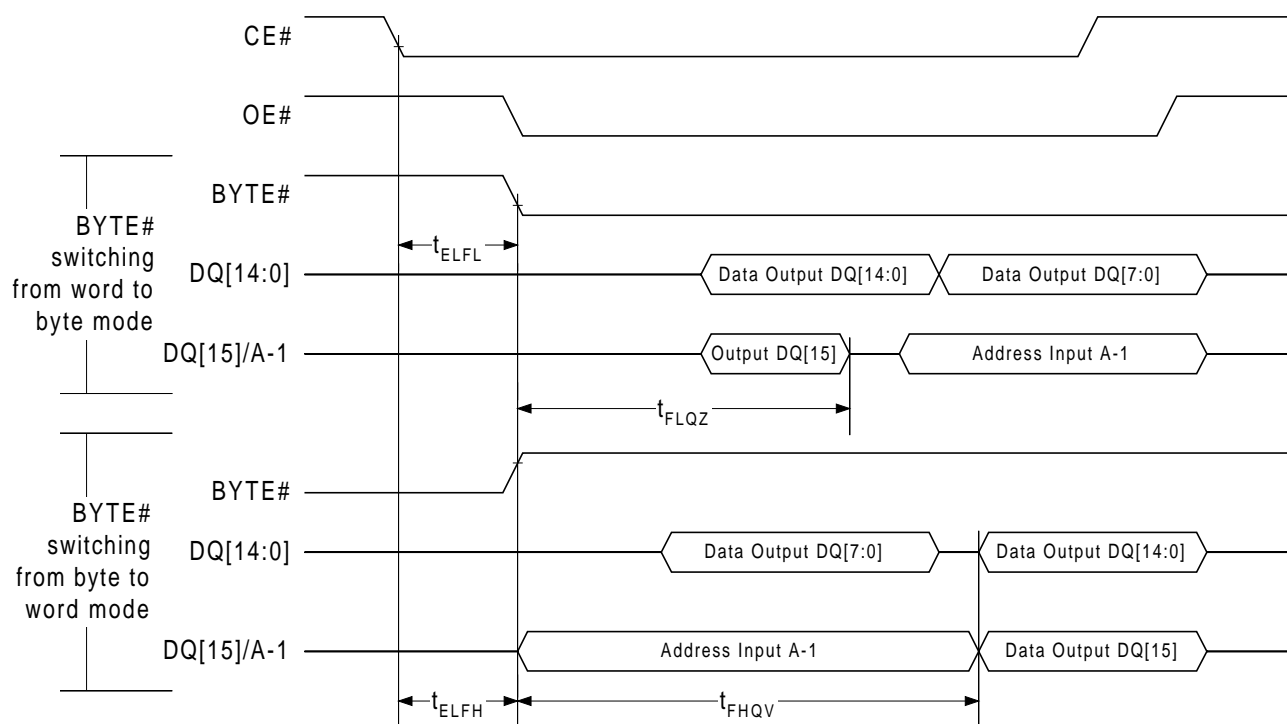 CE#
OE#
BYTE#
BYTE#
switching
from word to
byte mode
tELFL
DQ[14:0]
Data Output DQ[14:0]
Data Output DQ[7:0]
DQ[15]/A-1
Output DQ[15]
Address Input A-1
tFLQZ
BYTE#
BYTE#
switching
from byte to
word mode
DQ[14:0]
Data Output DQ[7:0]
Data Output DQ[14:0]
DQ[15]/A-1
Address Input A-1
Data Output DQ[15]
tELFH
tFHQV